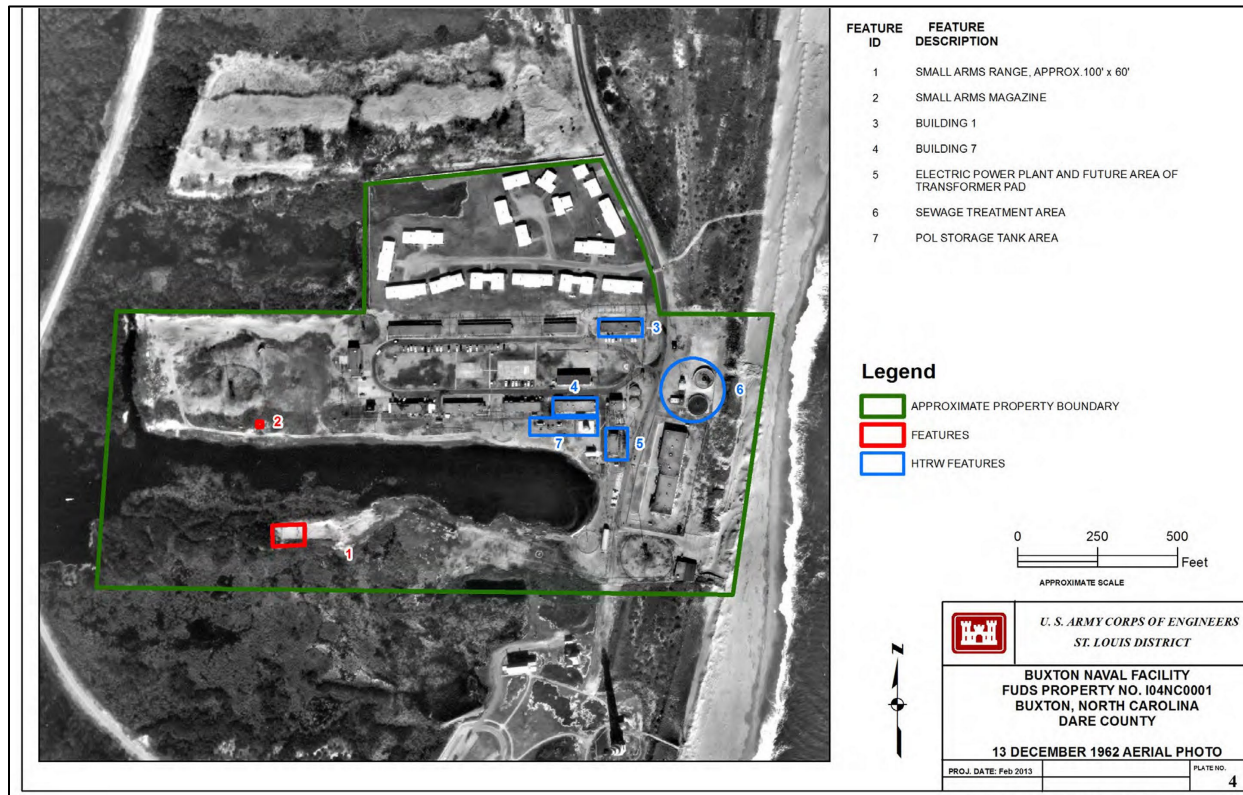 FEATURE FEATURE
ID DESCRIPTION
1 SMALL ARMS RANGE, APPROX.100' x 60'
2 SMALL ARMS MAGAZINE
3 BUILDING 1
4 BUILDING 7
5 ELECTRIC POWER PLANT AND FUTURE AREA OF
TRANSFORMER PAD
6 SEWAGE TREATMENT AREA
7 POL STORAGE TANK AREA
3
4
6
2
7
5
1
Legend
APPROXIMATE PROPERTY BOUNDARY
FEATURES
HTRW FEATURES
0 250 500
Feet
APPROXIMATE SCALE
N
U. S. ARMY CORPS OF ENGINEERS
ST. LOUIS DISTRICT
BUXTON NAVAL FACILITY
FUDS PROPERTY NO. I04NC0001
BUXTON, NORTH CAROLINA
DARE COUNTY
13 DECEMBER 1962 AERIAL PHOTO
PROJ. DATE: Feb 2013
PLATE NO.
4